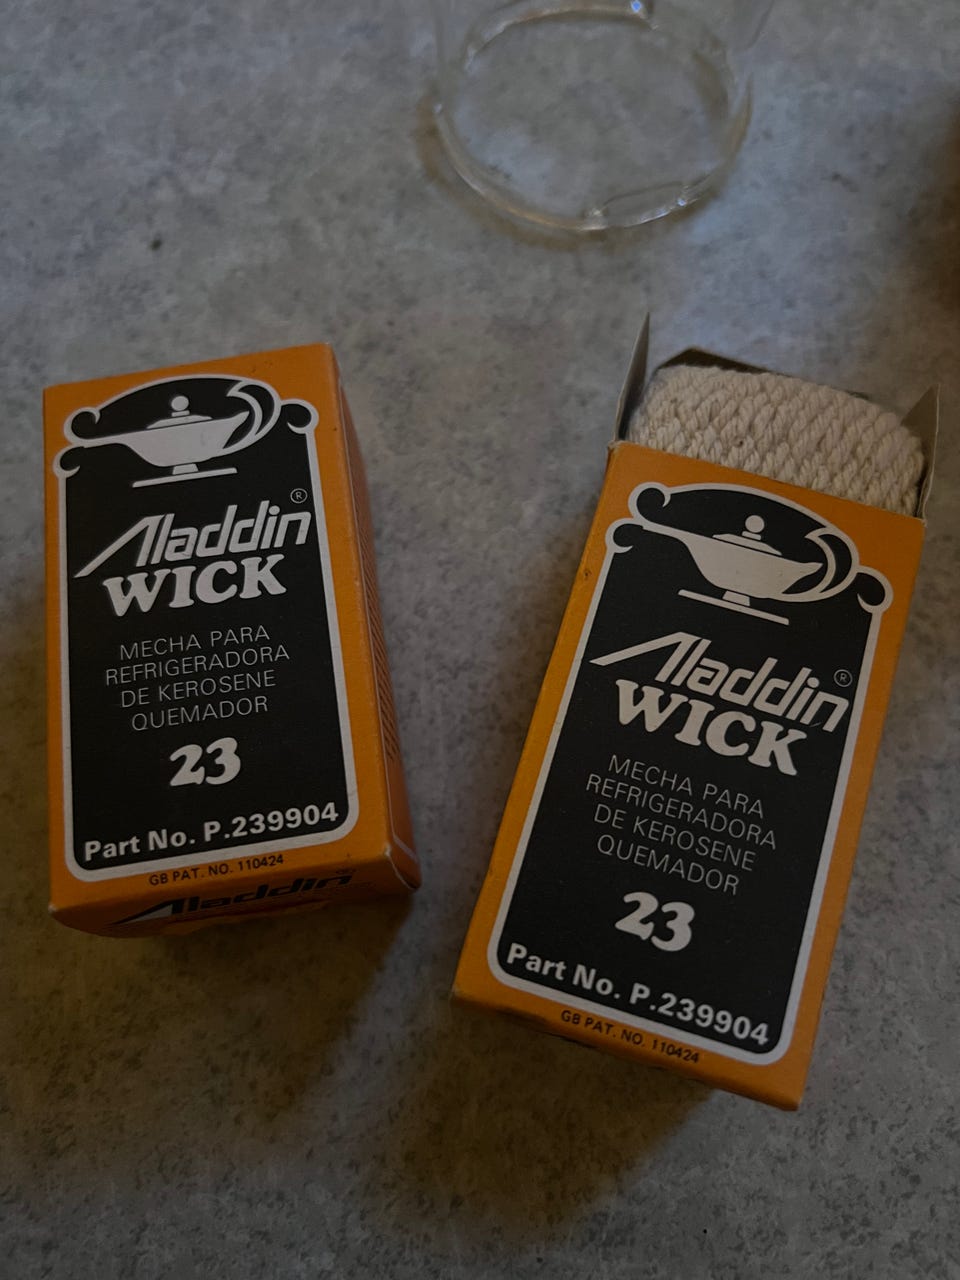 Aladdin®
WICK
MECHA PARA
REFRIGERADORA
DE KEROSENE
QUEMADOR
23
Part No. P.239904
GB PAT. NO. 110424
Aladdin®
Aladdin®
WICK
MECHA PARA
REFRIGERADORA
DE KEROSENE
QUEMADOR
23
Part No. P.239904
GB PAT. NO. 110424